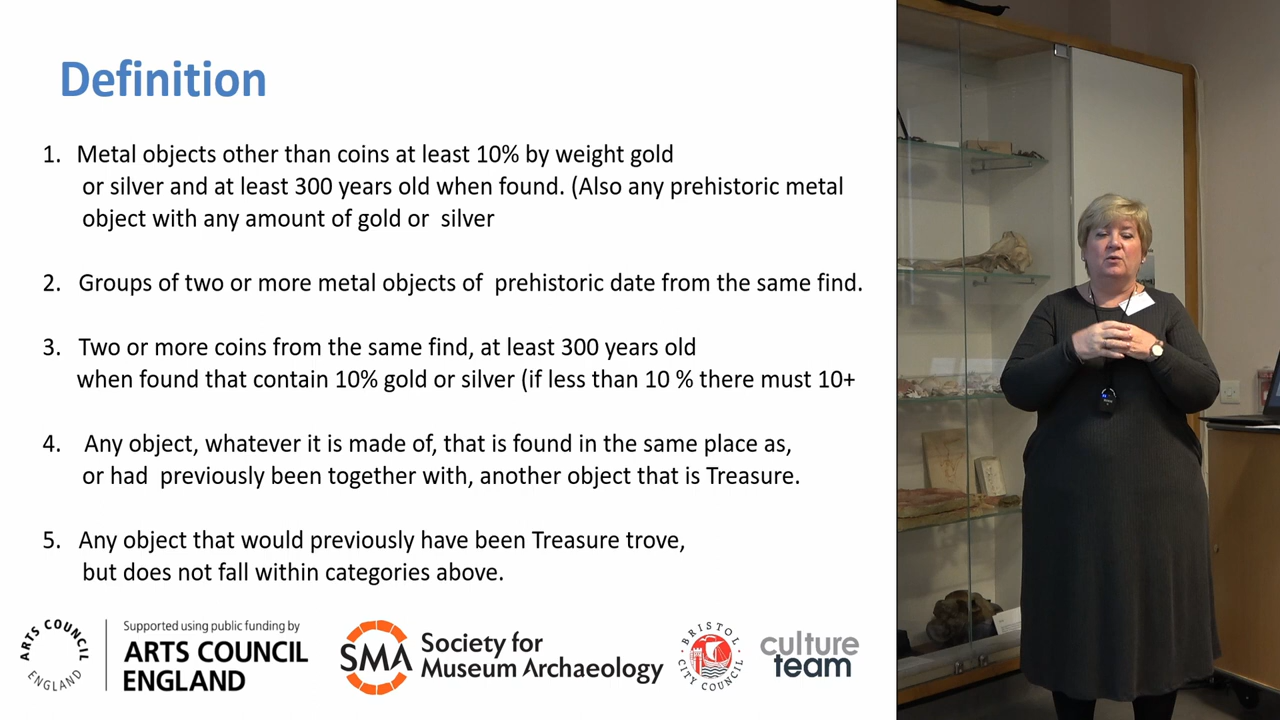 Definition
1. Metal objects other than coins at least 10% by weight gold
or silver and at least 300 years old when found. (Also any prehistoric metal
object with any amount of gold or silver
2. Groups of two or more metal objects of prehistoric date from the same find.
3. Two or more coins from the same find, at least 300 years old
when found that contain 10% gold or silver (if less than 10 % there must 10+
4. Any object, whatever it is made of, that is found in the same place as,
or had previously been together with, another object that is Treasure.
5. Any object that would previously have been Treasure trove,
but does not fall within categories above.
ARTS COUNCIL
ENGLAND
Supported using public funding by
ARTS COUNCIL
ENGLAND
SMA
Society for
Museum Archaeology
BRISTOL
CITY COUNCIL
culture
team